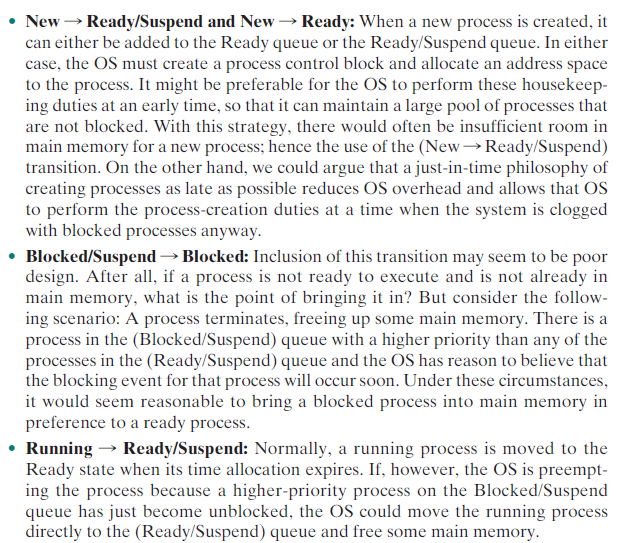 • New → Ready/Suspend and New → Ready: When a new process is created, it
can either be added to the Ready queue or the Ready/Suspend queue. In either
case, the OS must create a process control block and allocate an address space
to the process. It might be preferable for the OS to perform these housekeep-
ing duties at an early time, so that it can maintain a large pool of processes that
are not blocked. With this strategy, there would often be insufficient room in
main memory for a new process; hence the use of the (New → Ready/Suspend)
transition. On the other hand, we could argue that a just-in-time philosophy of
creating processes as late as possible reduces OS overhead and allows that OS
to perform the process-creation duties at a time when the system is clogged
with blocked processes anyway.
• Blocked/Suspend → Blocked: Inclusion of this transition may seem to be poor
design. After all, if a process is not ready to execute and is not already in
main memory, what is the point of bringing it in? But consider the follow-
ing scenario: A process terminates, freeing up some main memory. There is a
process in the (Blocked/Suspend) queue with a higher priority than any of the
processes in the (Ready/Suspend) queue and the OS has reason to believe that
the blocking event for that process will occur soon. Under these circumstances,
it would seem reasonable to bring a blocked process into main memory in
preference to a ready process.
• Running → Ready/Suspend: Normally, a running process is moved to the
Ready state when its time allocation expires. If, however, the OS is preempt-
ing the process because a higher-priority process on the Blocked/Suspend
queue has just become unblocked, the OS could move the running process
directly to the (Ready/Suspend) queue and free some main memory.